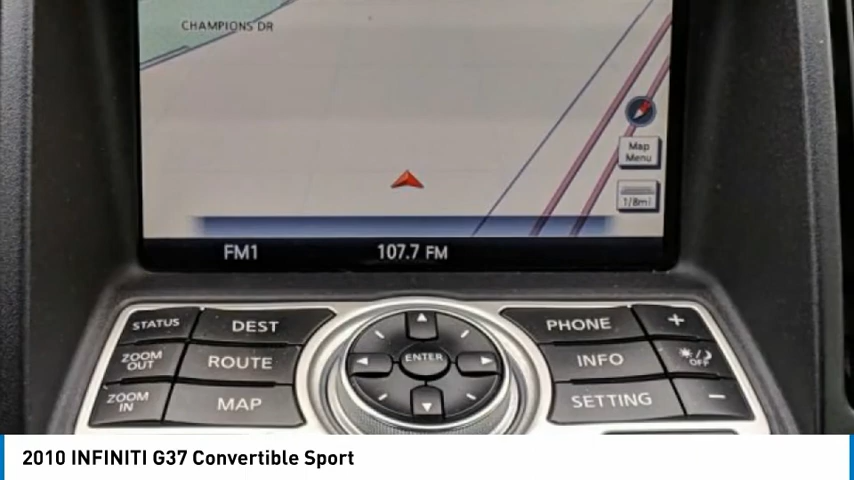 CHAMPIONS DR
Map
Menu
1/8mi
FM1 107.7 FM
STATUS DEST PHONE +
ZOOM
OUT ROUTE ENTER INFO OFF
ZOOM
IN MAP SETTING −
2010 INFINITI G37 Convertible Sport